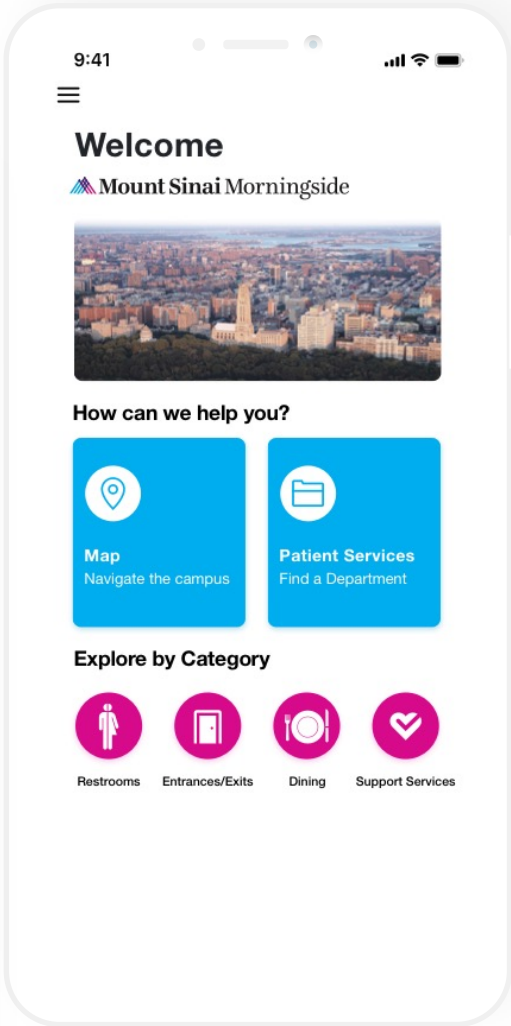 9:41
Welcome
Mount Sinai Morningside
How can we help you?
Map
Navigate the campus
Patient Services
Find a Department
Explore by Category
Restrooms
Entrances/Exits
Dining
Support Services